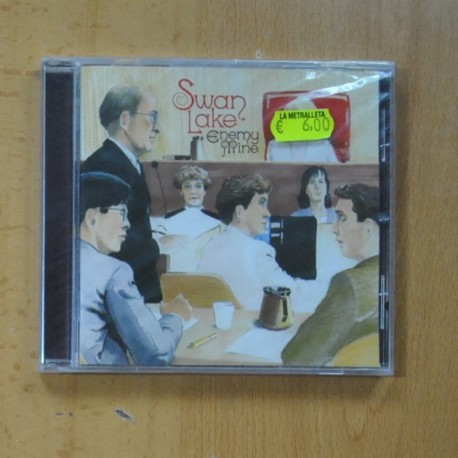 Swan
Lake
Enemy
Mine
LA METRALLETA
€ 6,00